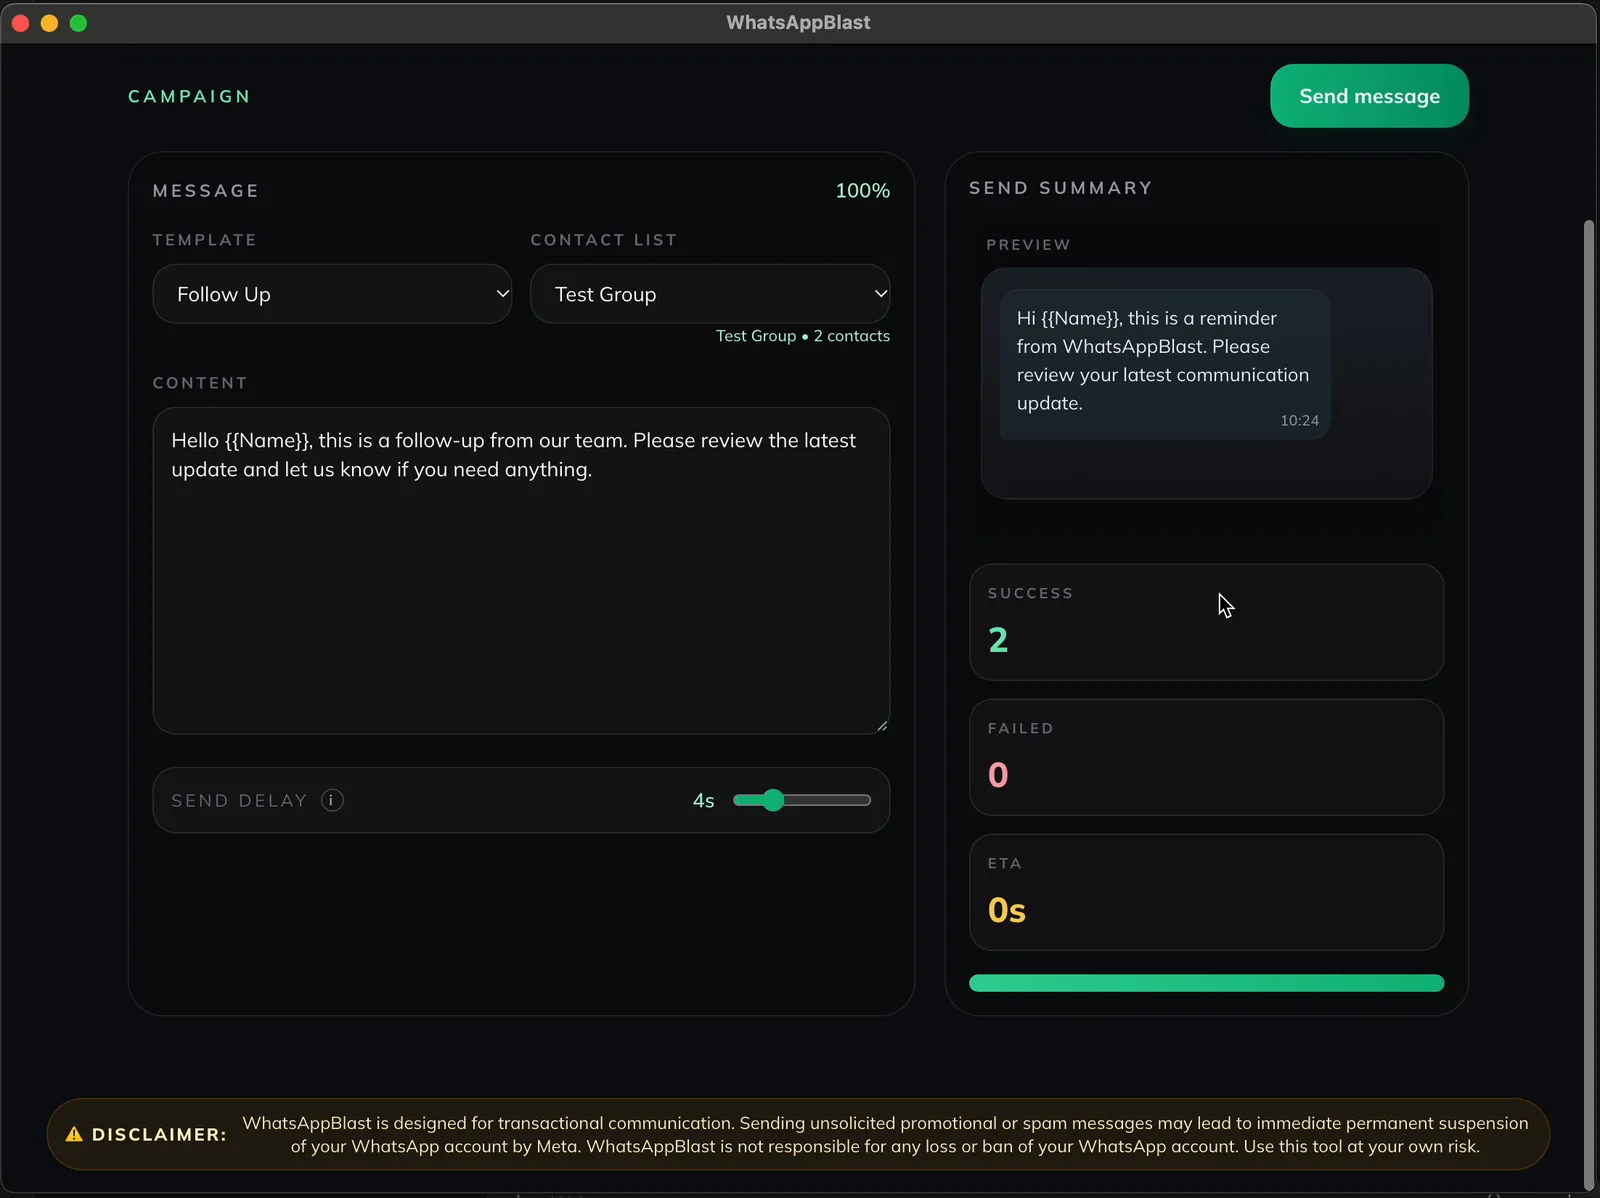 WhatsAppBlast
CAMPAIGN
Send message
MESSAGE
100%
TEMPLATE
CONTACT LIST
Follow Up
Test Group
Test Group • 2 contacts
CONTENT
Hello {{Name}}, this is a follow-up from our team. Please review the latest
update and let us know if you need anything.
SEND DELAY i
4s
SEND SUMMARY
PREVIEW
Hi {{Name}}, this is a reminder
from WhatsAppBlast. Please
review your latest communication
update.
10:24
SUCCESS
2
FAILED
0
ETA
0s
DISCLAIMER:
WhatsAppBlast is designed for transactional communication. Sending unsolicited promotional or spam messages may lead to immediate permanent suspension
of your WhatsApp account by Meta. WhatsAppBlast is not responsible for any loss or ban of your WhatsApp account. Use this tool at your own risk.